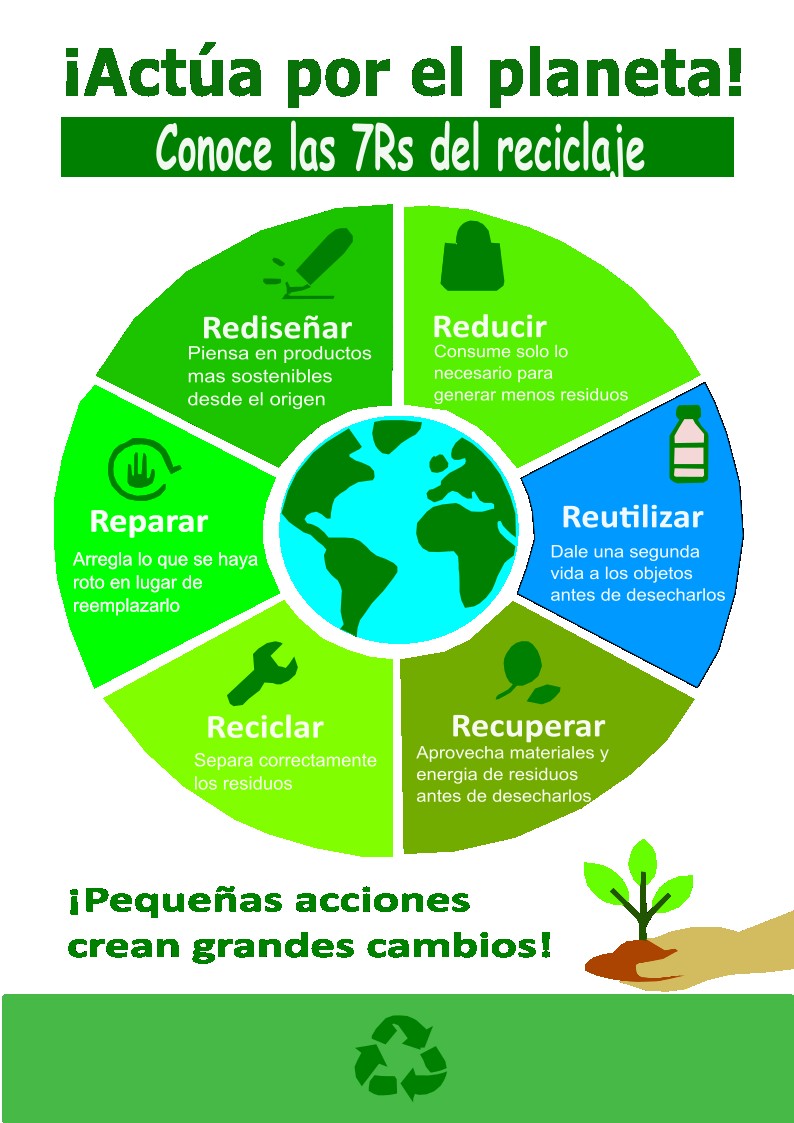 ¡Actúa por el planeta!
Conoce las 7Rs del reciclaje
Rediseñar
Piensa en productos
mas sostenibles
desde el origen
Reducir
Consume solo lo
necesario para
generar menos residuos
Reparar
Arregla lo que se haya
roto en lugar de
reemplazarlo
Reutilizar
Dale una segunda
vida a los objetos
antes de desecharlos
Reciclar
Separa correctamente
los residuos
Recuperar
Aprovecha materiales y
energia de residuos
antes de desecharlos
¡Pequeñas acciones
crean grandes cambios!